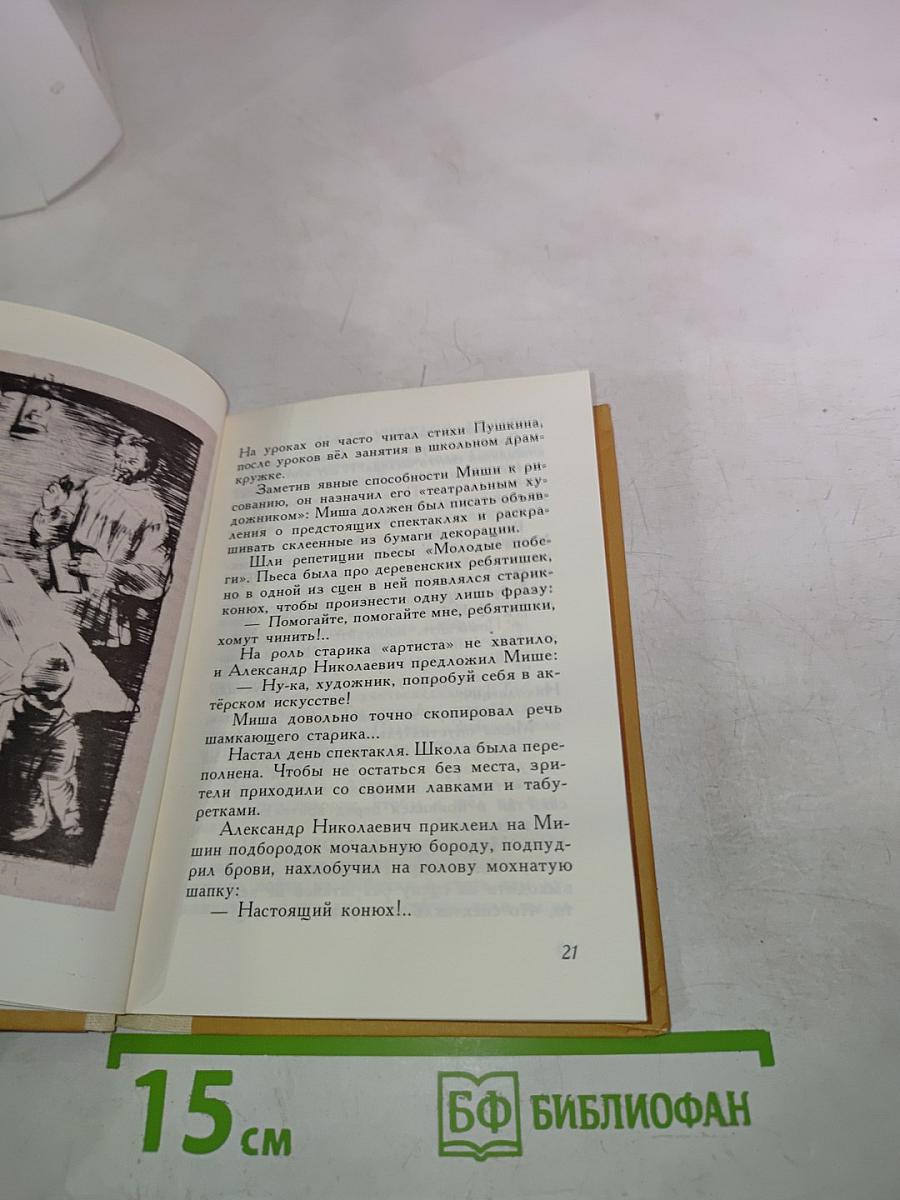 На уроках он часто читал стихи Пушкина,
после уроков вёл занятия в школьном драм-
кружке.
Заметив явные способности Миши к ри-
сованию, он назначил его «театральным ху-
дожником»: Миша должен был писать объяв-
ления о предстоящих спектаклях и раскра-
шивать склеенные из бумаги декорации.
Шли репетиции пьесы «Молодые побе-
ги». Пьеса была про деревенских ребятишек,
но в одной из сцен в ней появлялся старик-
конюх, чтобы произнести одну лишь фразу:
— Помогайте, помогайте мне, ребятишки,
хомут чинить!..
На роль старика «артиста» не хватило,
и Александр Николаевич предложил Мише:
— Ну-ка, художник, попробуй себя в ак-
тёрском искусстве!
Миша довольно точно скопировал речь
шамкающего старика...
Настал день спектакля. Школа была пере-
полнена. Чтобы не остаться без места, зри-
тели приходили со своими лавками и табу-
ретками.
Александр Николаевич приклеил на Ми-
шин подбородок мочальную бороду, подпуд-
рил брови, нахлобучил на голову мохнатую
шапку:
— Настоящий конюх!..
21
15 см
БФ БИБЛИОФАН